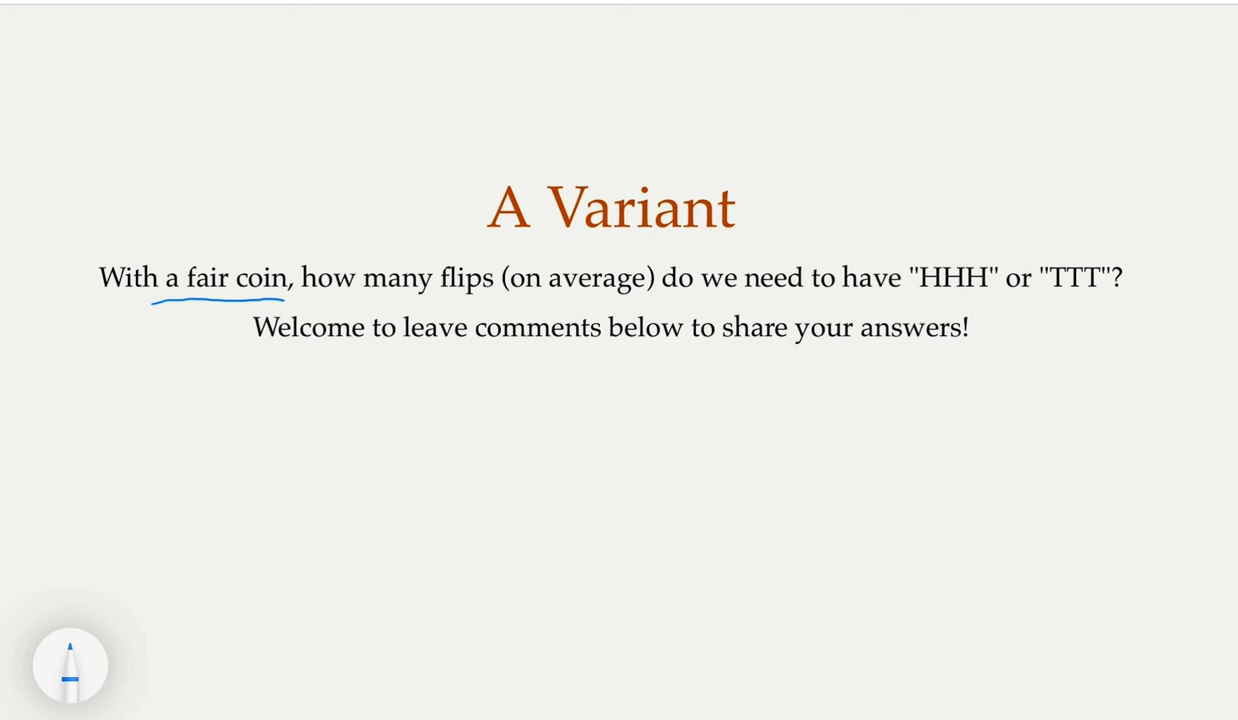 A Variant
With a fair coin, how many flips (on average) do we need to have "HHH" or "TTT"?
Welcome to leave comments below to share your answers!